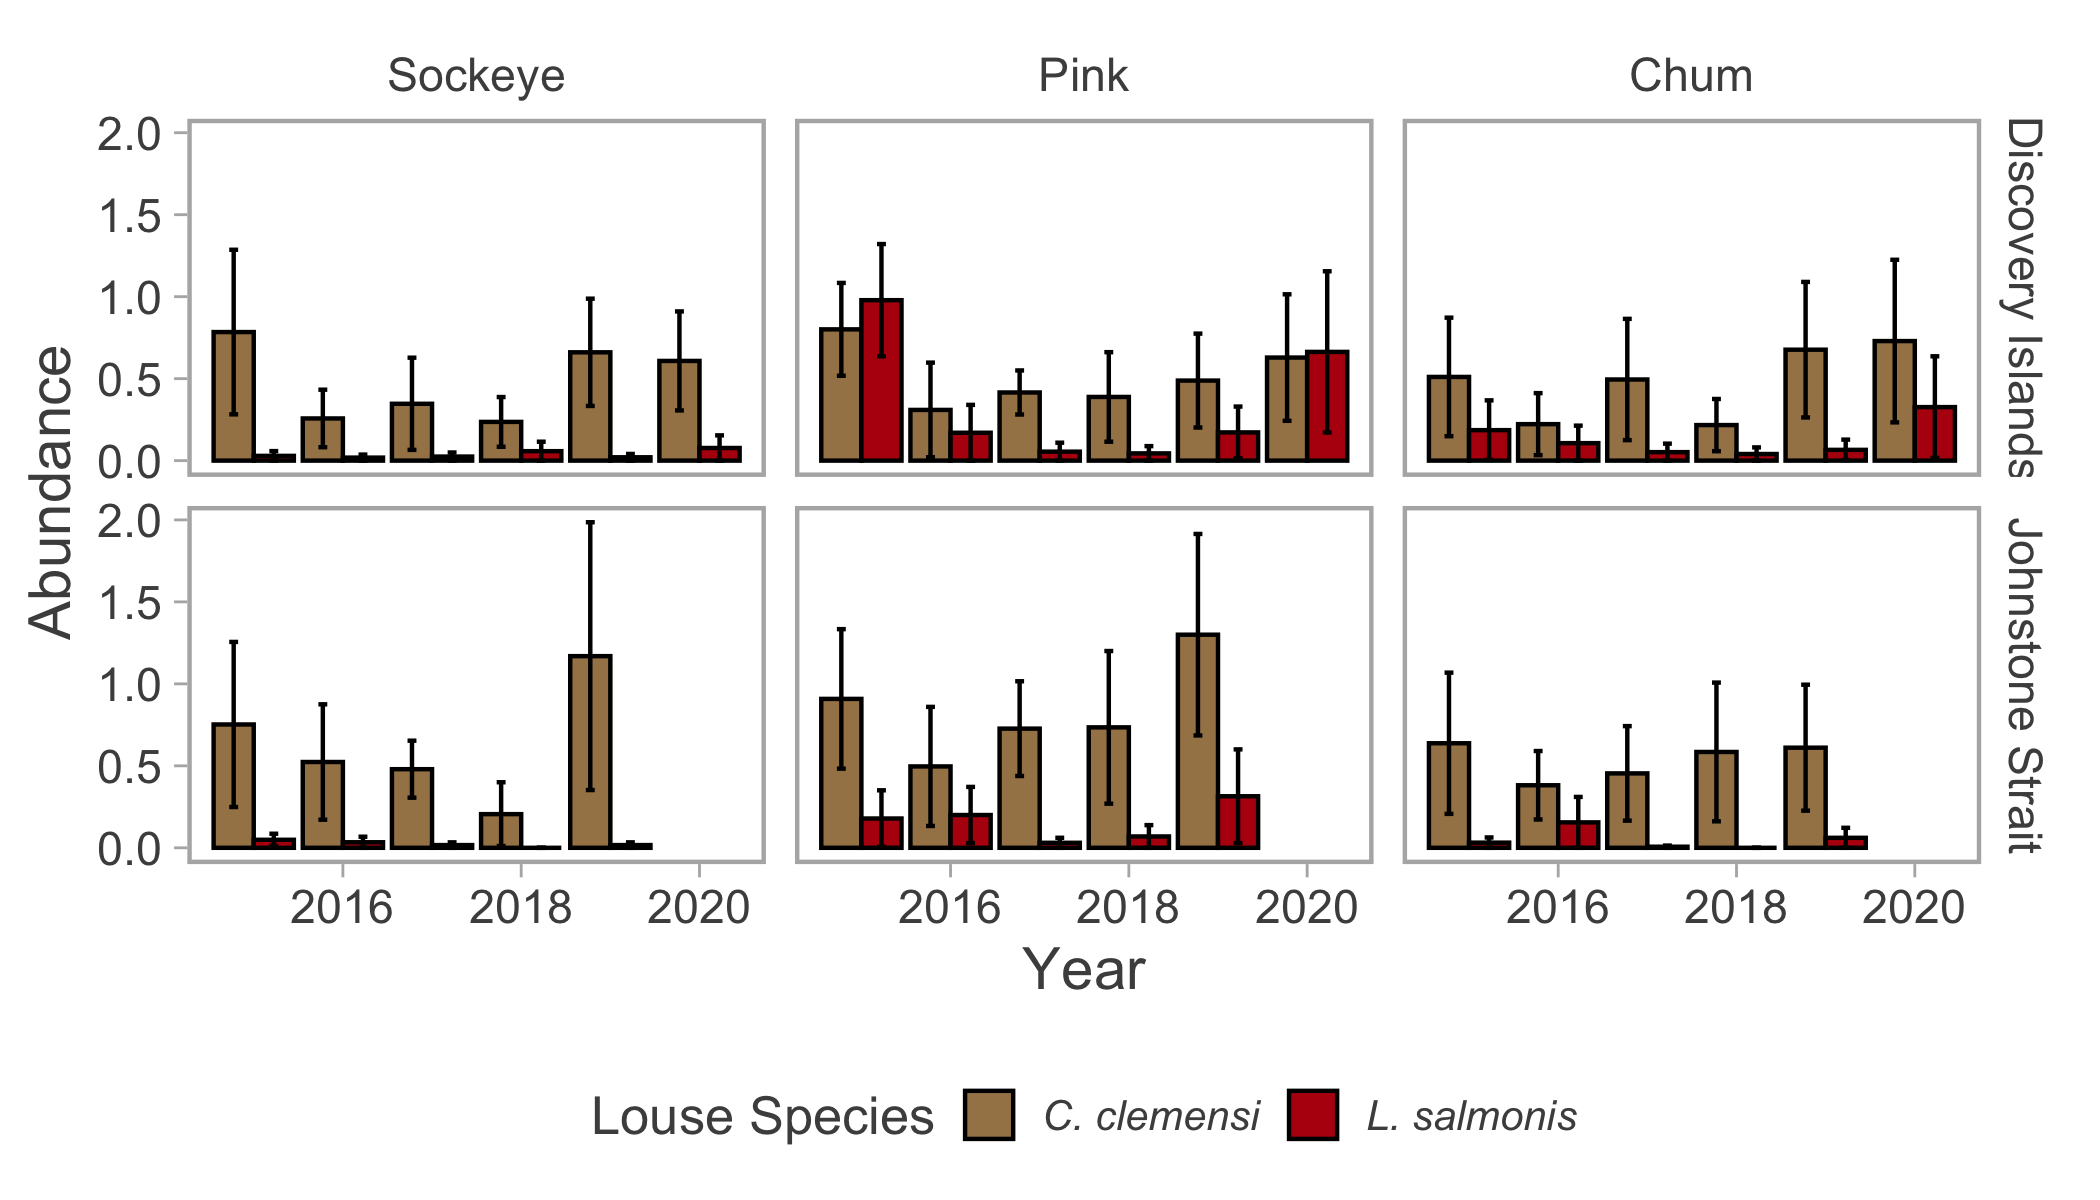 Sockeye Pink Chum
2.0
1.5
1.0
0.5
0.0
Discovery Islands
Abundance
2.0
1.5
1.0
0.5
0.0
Johnstone Strait
2016 2018 2020 2016 2018 2020 2016 2018 2020
Year
Louse Species C. clemensi L. salmonis